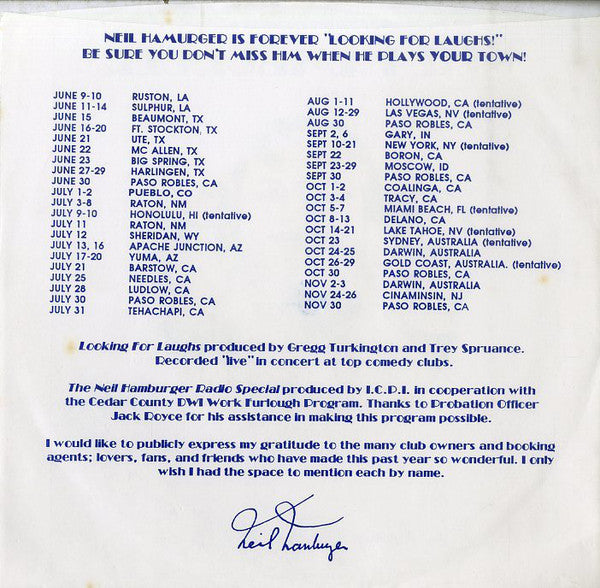 NEIL HAMURGER IS FOREVER "LOOKING FOR LAUGHS!"
BE SURE YOU DON'T MISS HIM WHEN HE PLAYS YOUR TOWN!
JUNE 9-10 RUSTON, LA
JUNE 11-14 SULPHUR, LA
JUNE 15 BEAUMONT, TX
JUNE 16-20 FT. STOCKTON, TX
JUNE 21 UTE, TX
JUNE 22 MC ALLEN, TX
JUNE 23 BIG SPRING, TX
JUNE 27-29 HARLINGEN, TX
JUNE 30 PASO ROBLES, CA
JULY 1-2 PUEBLO, CO
JULY 3-8 RATON, NM
JULY 9-10 HONOLULU, HI (tentative)
JULY 11 RATON, NM
JULY 12 SHERIDAN, WY
JULY 13, 16 APACHE JUNCTION, AZ
JULY 17-20 YUMA, AZ
JULY 21 BARSTOW, CA
JULY 25 NEEDLES, CA
JULY 28 LUDLOW, CA
JULY 30 PASO ROBLES, CA
JULY 31 TEHACHAPI, CA
AUG 1-11 HOLLYWOOD, CA (tentative)
AUG 12-29 LAS VEGAS, NV (tentative)
AUG 30 PASO ROBLES, CA
SEPT 2, 6 GARY, IN
SEPT 10-21 NEW YORK, NY (tentative)
SEPT 22 BORON, CA
SEPT 23-29 MOSCOW, ID
SEPT 30 PASO ROBLES, CA
OCT 1-2 COALINGA, CA
OCT 3-4 TRACY, CA
OCT 5-7 MIAMI BEACH, FL (tentative)
OCT 8-13 DELANO, CA
OCT 14-21 LAKE TAHOE, NV (tentative)
OCT 23 SYDNEY, AUSTRALIA (tentative)
OCT 24-25 DARWIN, AUSTRALIA
OCT 26-29 GOLD COAST, AUSTRALIA. (tentative)
OCT 30 PASO ROBLES, CA
NOV 2-3 DARWIN, AUSTRALIA
NOV 24-26 CINAMINSIN, NJ
NOV 30 PASO ROBLES, CA
Looking For Laughs produced by Gregg Turkington and Trey Spruance.
Recorded "live" in concert at top comedy clubs.
The Neil Hamburger Radio Special produced by I.C.P.I. in cooperation with
the Cedar County DWI Work Furlough Program. Thanks to Probation Officer
Jack Royce for his assistance in making this program possible.
I would like to publicly express my gratitude to the many club owners and booking
agents; lovers, fans, and friends who have made this past year so wonderful. I only
wish I had the space to mention each by name.
Neil Hamburger